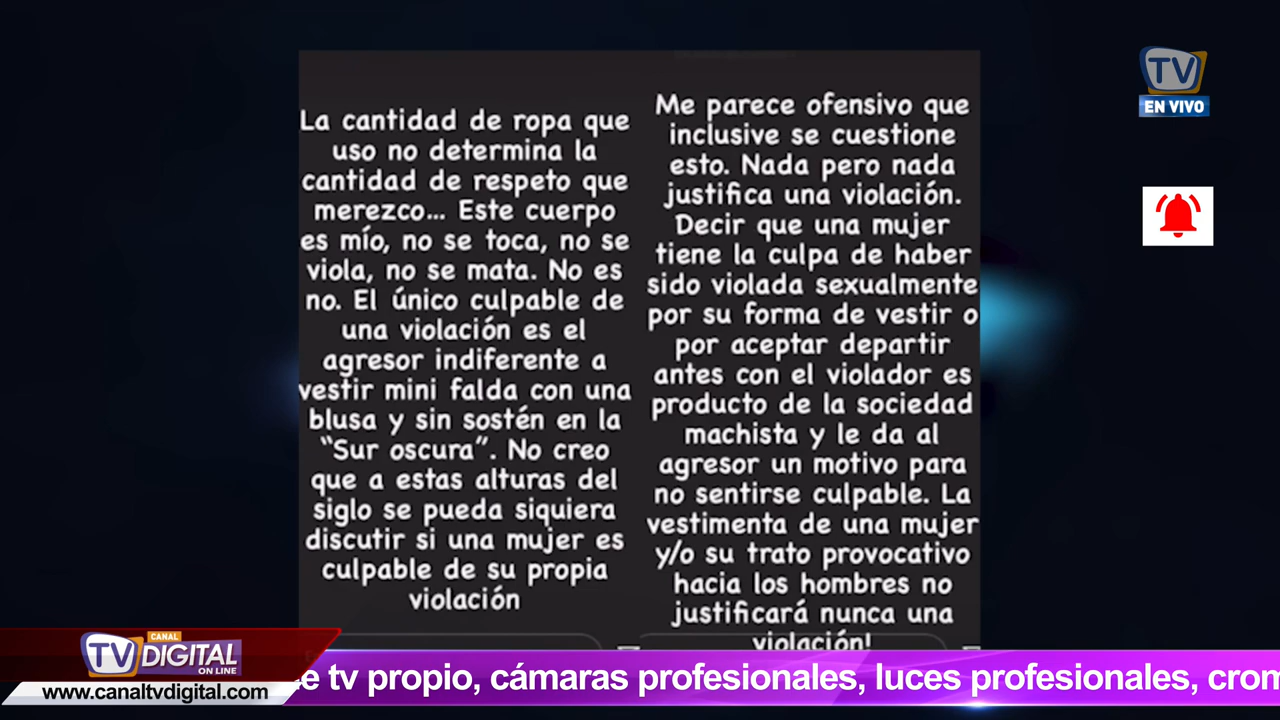 La cantidad de ropa que
uso no determina la
cantidad de respeto que
merezco... Este cuerpo
es mío, no se toca, no se
viola, no se mata. No es
no. El único culpable de
una violación es el
agresor indiferente a
vestir mini falda con una
blusa y sin sostén en la
“Sur oscura”. No creo
que a estas alturas del
siglo se pueda siquiera
discutir si una mujer es
culpable de su propia
violación
Me parece ofensivo que
inclusive se cuestione
esto. Nada pero nada
justifica una violación.
Decir que una mujer
tiene la culpa de haber
sido violada sexualmente
por su forma de vestir o
por aceptar departir
antes con el violador es
producto de la sociedad
machista y le da al
agresor un motivo para
no sentirse culpable. La
vestimenta de una mujer
y/o su trato provocativo
hacia los hombres no
justificará nunca una
violación!
TV
EN VIVO
CANAL
TV DIGITAL
ON LINE
www.canaltvdigital.com
tv propio, cámaras profesionales, luces profesionales, crom